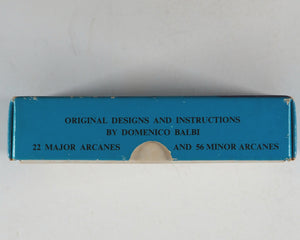 ORIGINAL DESIGNS AND INSTRUCTIONS
BY DOMENICO BALBI
22 MAJOR ARCANES AND 56 MINOR ARCANES